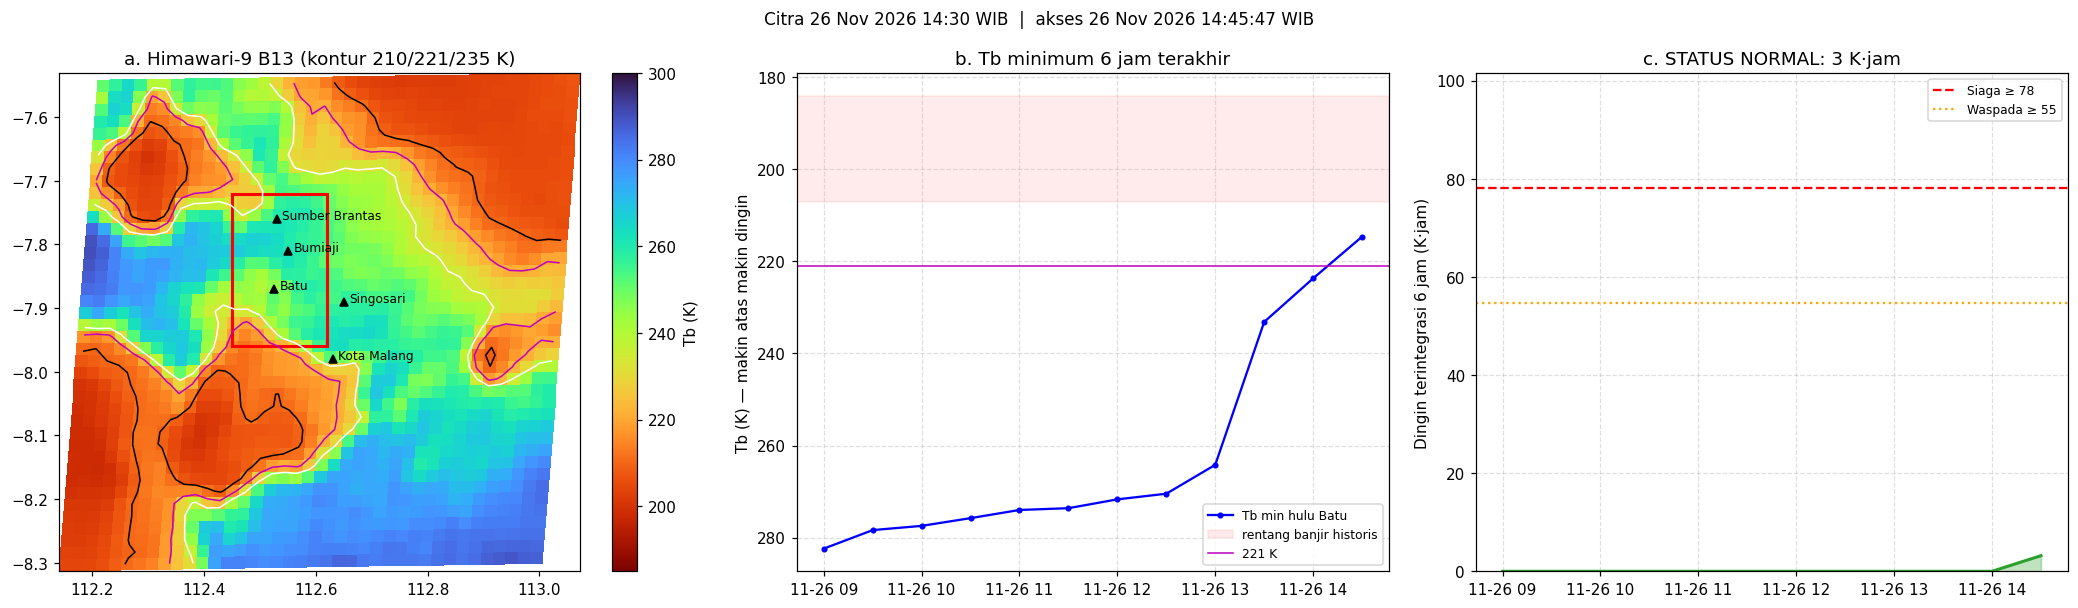 Citra 26 Nov 2026 14:30 WIB | akses 26 Nov 2026 14:45:47 WIB
a. Himawari-9 B13 (kontur 210/221/235 K)
−7.6
−7.7
−7.8
−7.9
−8.0
−8.1
−8.2
−8.3
112.2
112.4
112.6
112.8
113.0
Sumber Brantas
Bumiaji
Batu
Singosari
Kota Malang
300
280
260
240
220
200
Tb (K)
b. Tb minimum 6 jam terakhir
Tb (K) — makin atas makin dingin
180
200
220
240
260
280
11-26 09
11-26 10
11-26 11
11-26 12
11-26 13
11-26 14
Tb min hulu Batu
rentang banjir historis
221 K
c. STATUS NORMAL: 3 K·jam
Dingin terintegrasi 6 jam (K·jam)
100
80
60
40
20
0
11-26 09
11-26 10
11-26 11
11-26 12
11-26 13
11-26 14
Siaga ≥ 78
Waspada ≥ 55